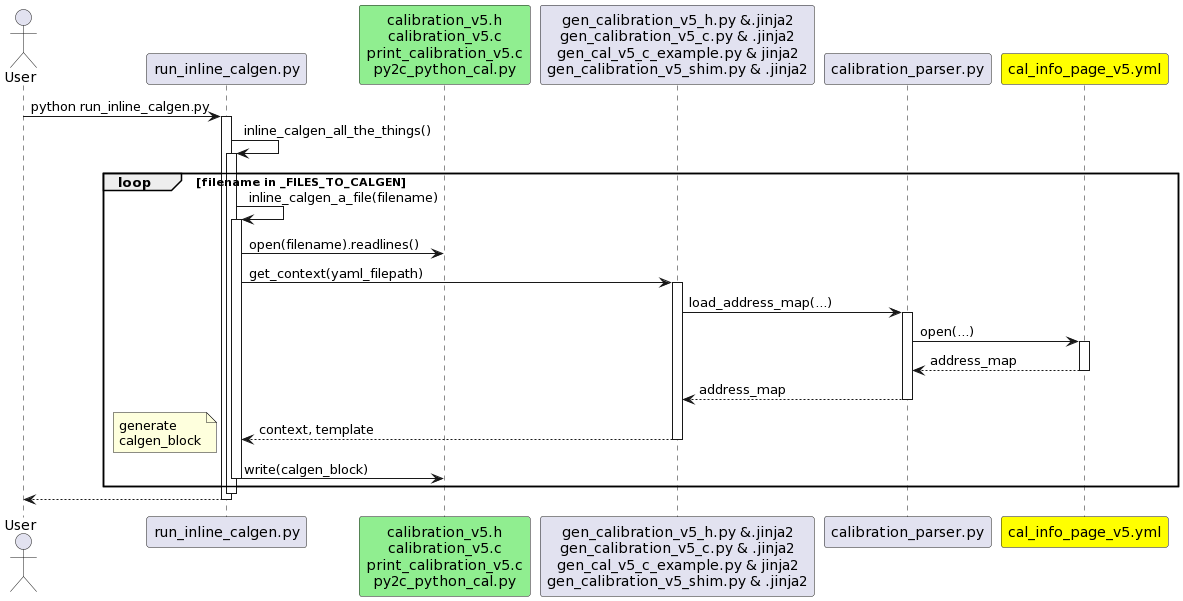 User
run_inline_calgen.py
calibration_v5.h
calibration_v5.c
print_calibration_v5.c
py2c_python_cal.py
gen_calibration_v5_h.py &.jinja2
gen_calibration_v5_c.py & .jinja2
gen_cal_v5_c_example.py & jinja2
gen_calibration_v5_shim.py & .jinja2
calibration_parser.py
cal_info_page_v5.yml
python run_inline_calgen.py
inline_calgen_all_the_things()
loop
[filename in _FILES_TO_CALGEN]
inline_calgen_a_file(filename)
open(filename).readlines()
get_context(yaml_filepath)
load_address_map(...)
open(...)
address_map
address_map
generate
calgen_block
context, template
write(calgen_block)
User
run_inline_calgen.py
calibration_v5.h
calibration_v5.c
print_calibration_v5.c
py2c_python_cal.py
gen_calibration_v5_h.py &.jinja2
gen_calibration_v5_c.py & .jinja2
gen_cal_v5_c_example.py & jinja2
gen_calibration_v5_shim.py & .jinja2
calibration_parser.py
cal_info_page_v5.yml